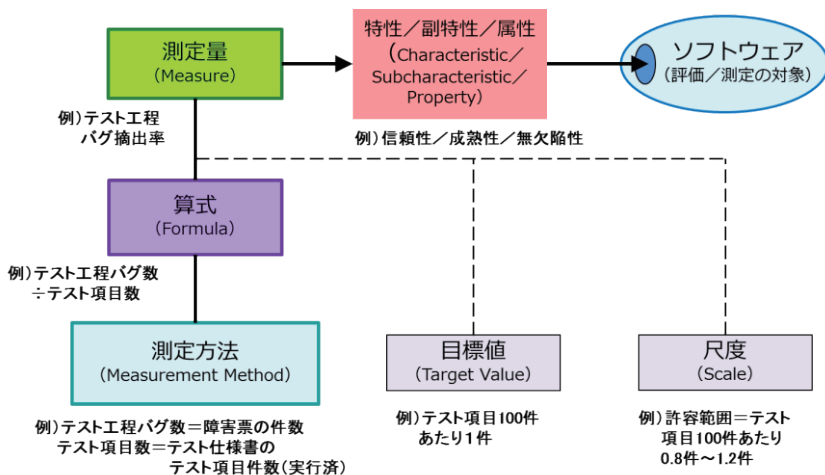 測定量
(Measure)
特性／副特性／属性
(Characteristic／
Subcharacteristic／
Property)
ソフトウェア
(評価／測定の対象)
例)テスト工程
バグ摘出率
例)信頼性／成熟性／無欠陥性
算式
(Formula)
例)テスト工程バグ数
÷テスト項目数
測定方法
(Measurement Method)
目標値
(Target Value)
尺度
(Scale)
例)テスト工程バグ数＝障害票の件数
テスト項目数＝テスト仕様書の
テスト項目件数(実行済)
例)テスト項目100件
あたり1件
例)許容範囲＝テスト
項目100件あたり
0.8件～1.2件